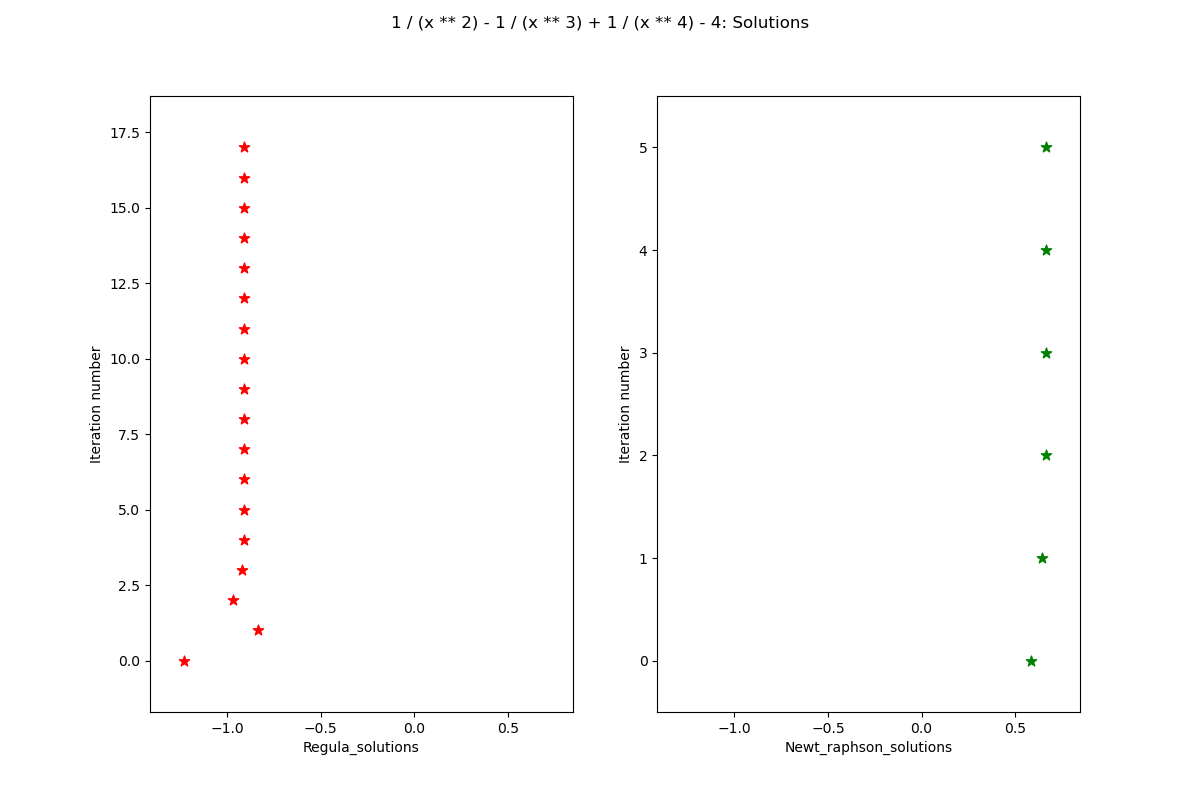 1 / (x ** 2) - 1 / (x ** 3) + 1 / (x ** 4) - 4: Solutions
17.5
15.0
12.5
10.0
7.5
5.0
2.5
0.0
Iteration number
−1.0 −0.5 0.0 0.5
Regula_solutions
5
4
3
2
1
0
Iteration number
−1.0 −0.5 0.0 0.5
Newt_raphson_solutions